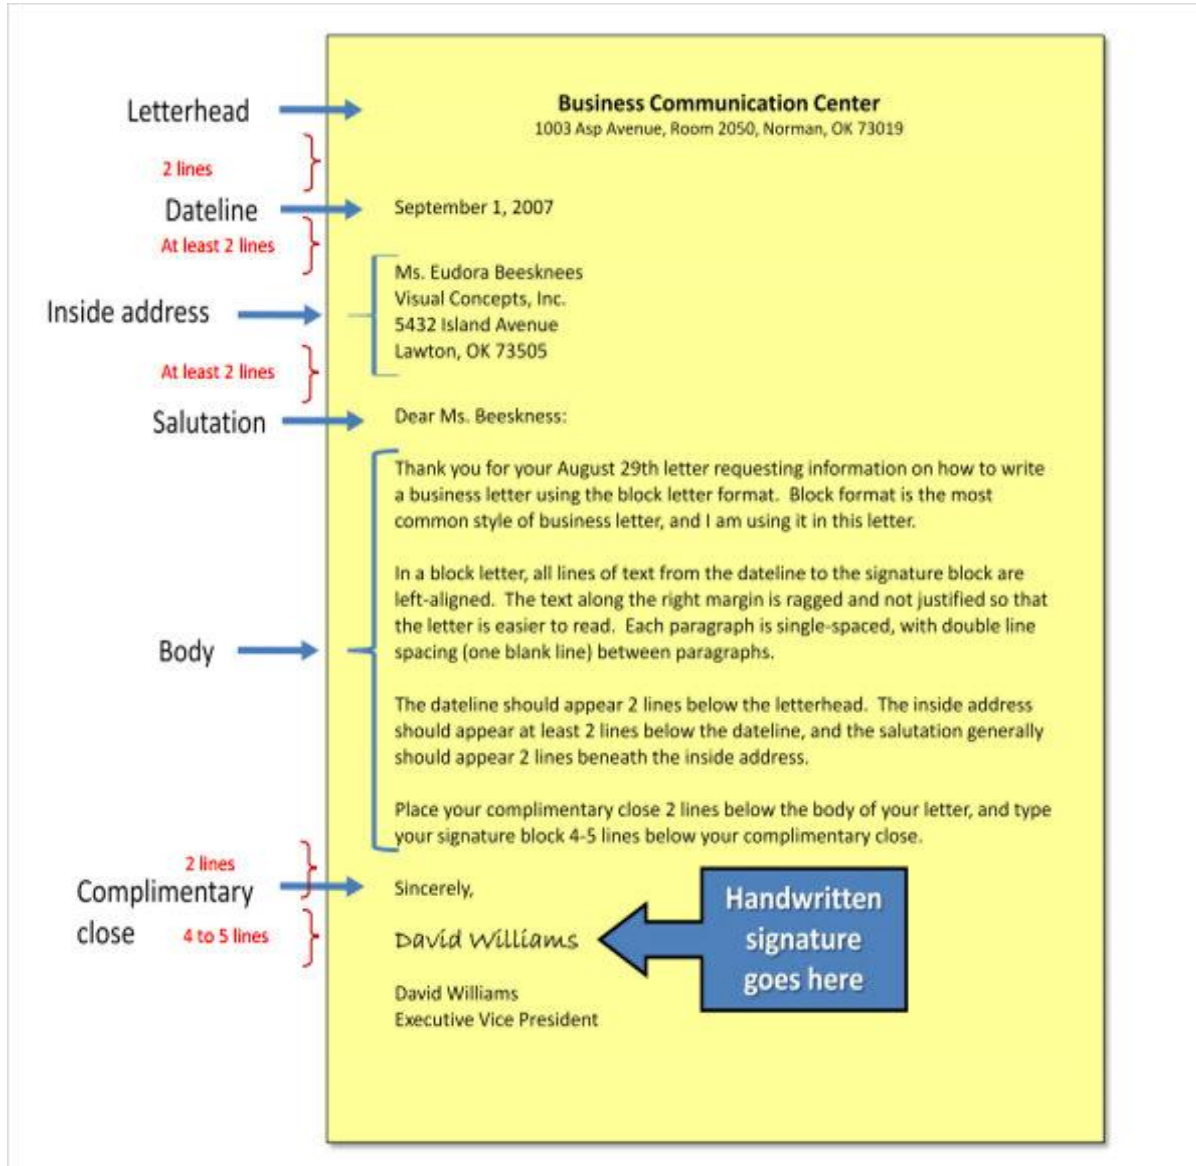 Letterhead
Business Communication Center
1003 Asp Avenue, Room 2050, Norman, OK 73019
2 lines
Dateline
September 1, 2007
At least 2 lines
Inside address
Ms. Eudora Beesknees
Visual Concepts, Inc.
5432 Island Avenue
Lawton, OK 73505
At least 2 lines
Salutation
Dear Ms. Beeskness:
Body
Thank you for your August 29th letter requesting information on how to write
a business letter using the block letter format. Block format is the most
common style of business letter, and I am using it in this letter.
In a block letter, all lines of text from the dateline to the signature block are
left-aligned. The text along the right margin is ragged and not justified so that
the letter is easier to read. Each paragraph is single-spaced, with double line
spacing (one blank line) between paragraphs.
The dateline should appear 2 lines below the letterhead. The inside address
should appear at least 2 lines below the dateline, and the salutation generally
should appear 2 lines beneath the inside address.
Place your complimentary close 2 lines below the body of your letter, and type
your signature block 4-5 lines below your complimentary close.
2 lines
Complimentary
close
Sincerely,
4 to 5 lines
David Williams
Handwritten
signature
goes here
David Williams
Executive Vice President